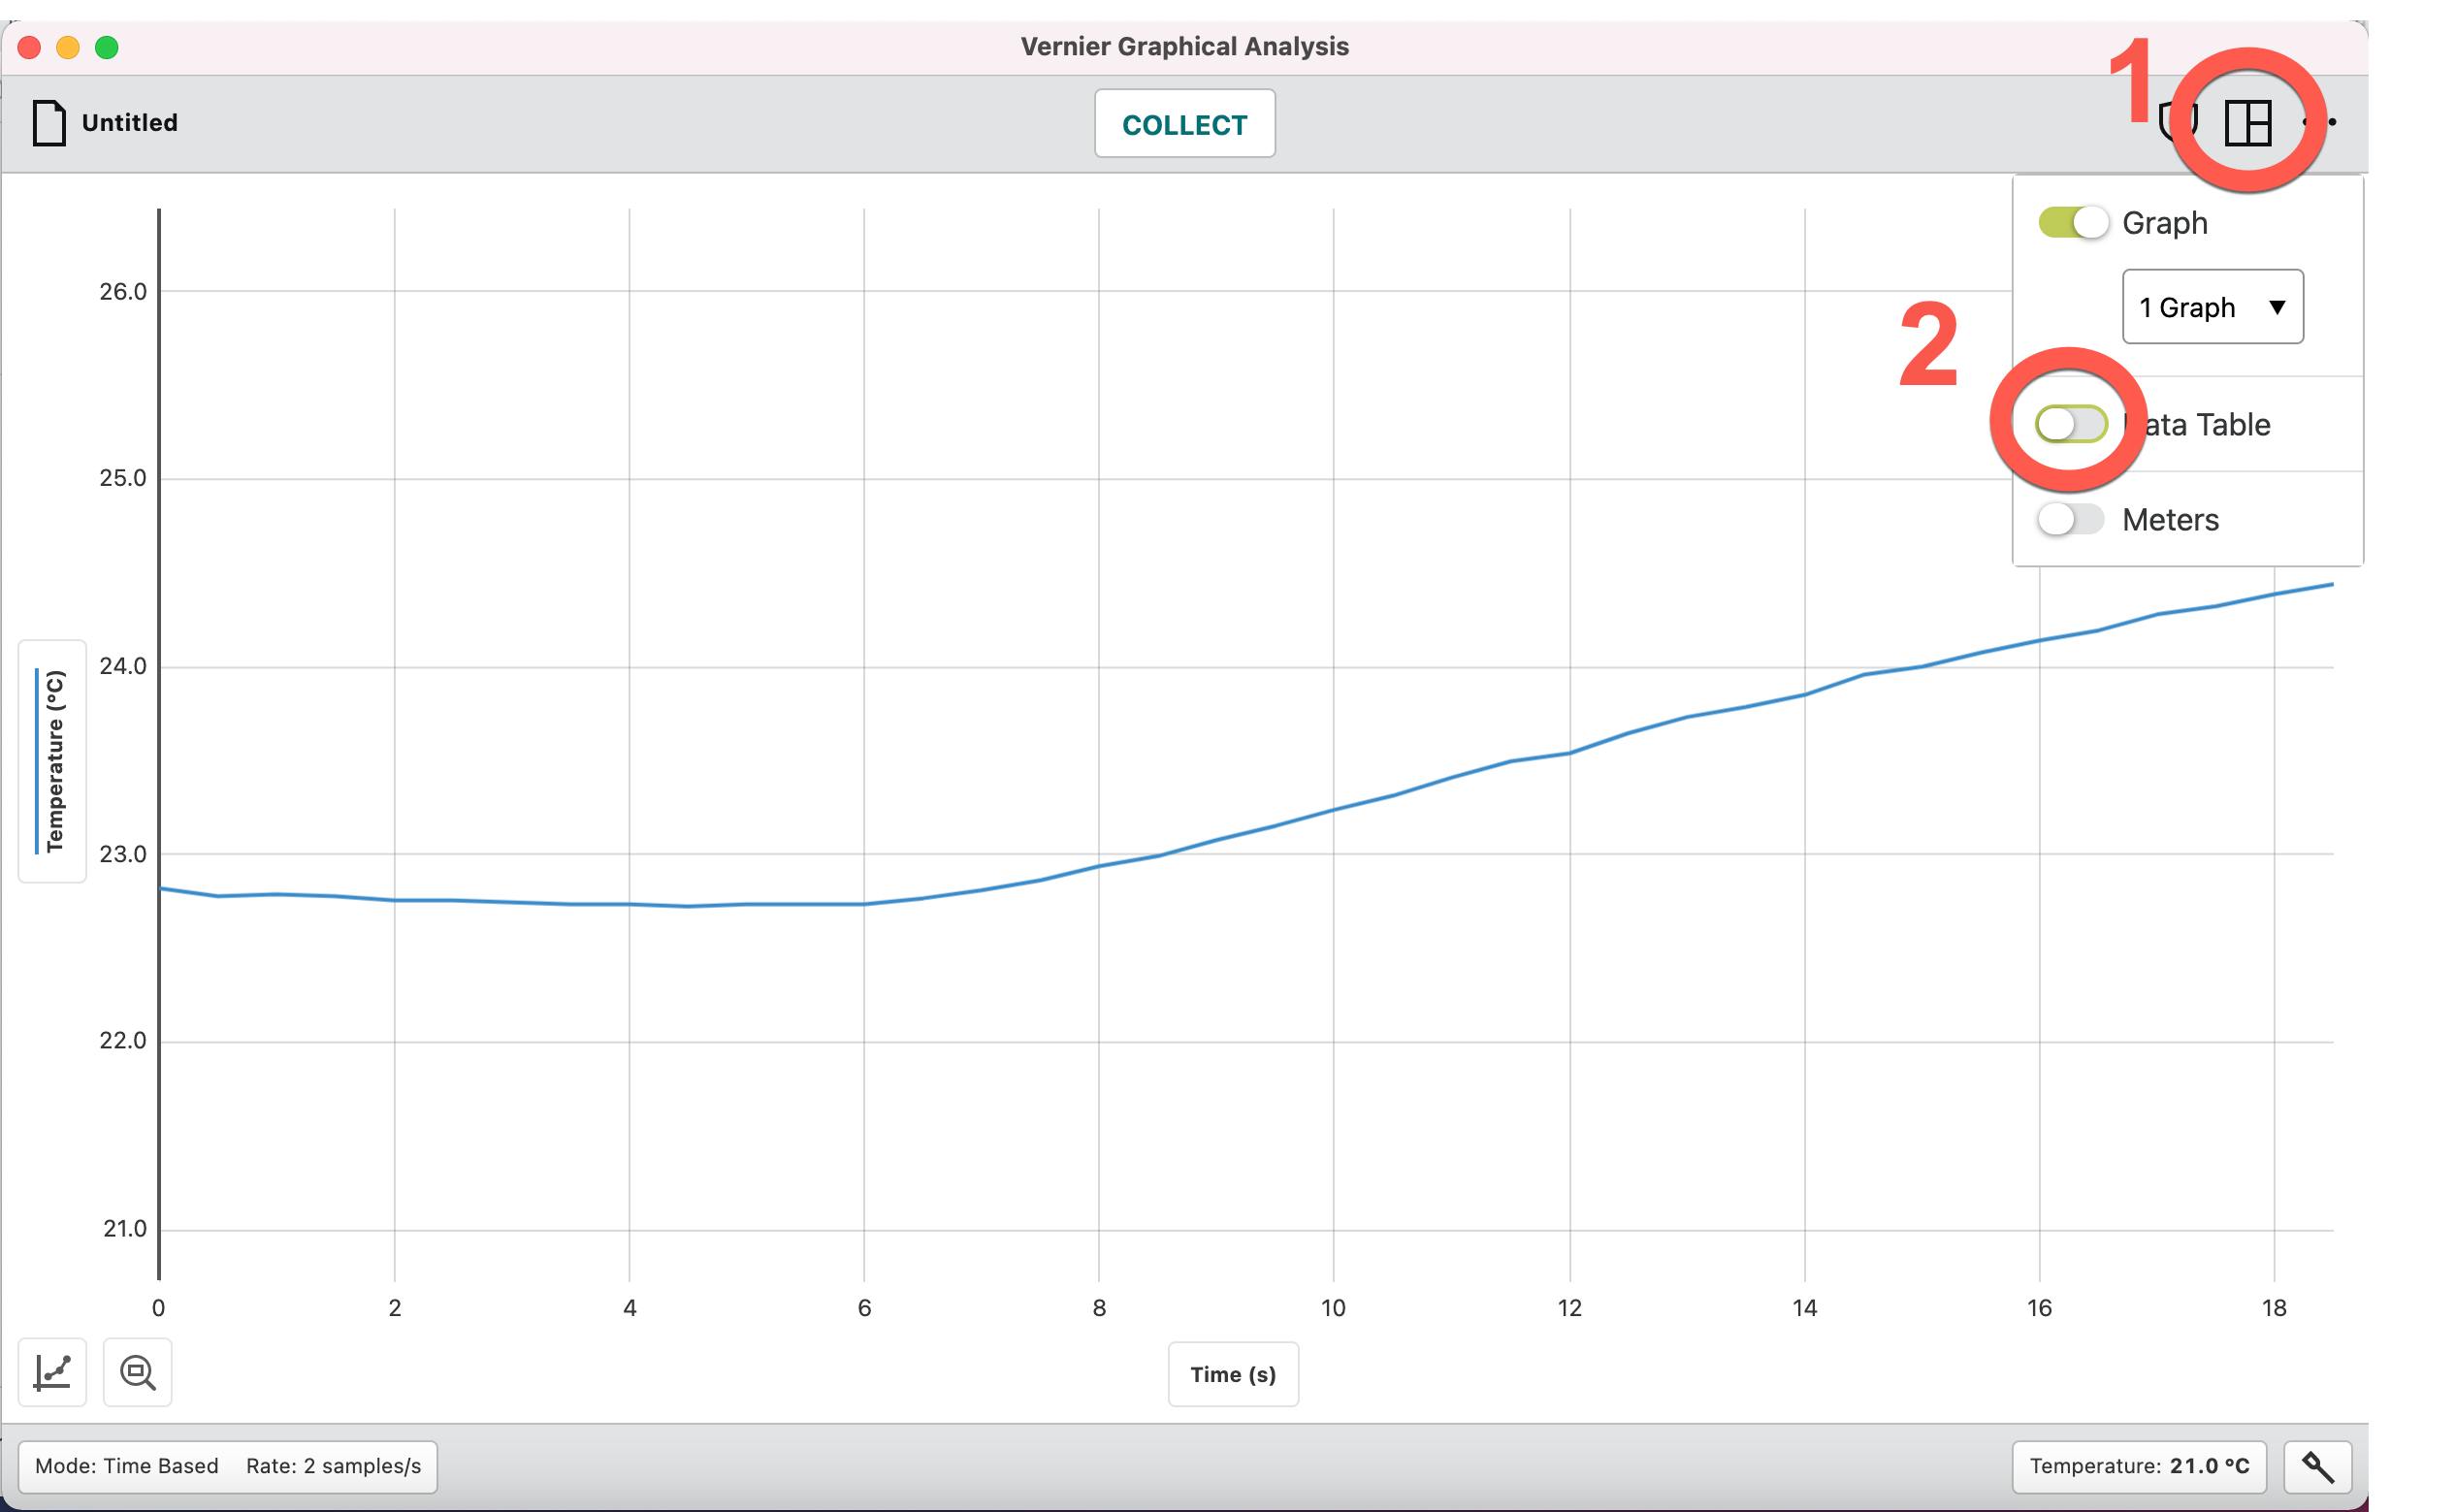 Vernier Graphical Analysis
1
Untitled
COLLECT
Graph
1 Graph
2
ata Table
Meters
26.0
25.0
24.0
23.0
22.0
21.0
Temperature (°C)
0 2 4 6 8 10 12 14 16 18
Time (s)
Mode: Time Based Rate: 2 samples/s
Temperature: 21.0 °C